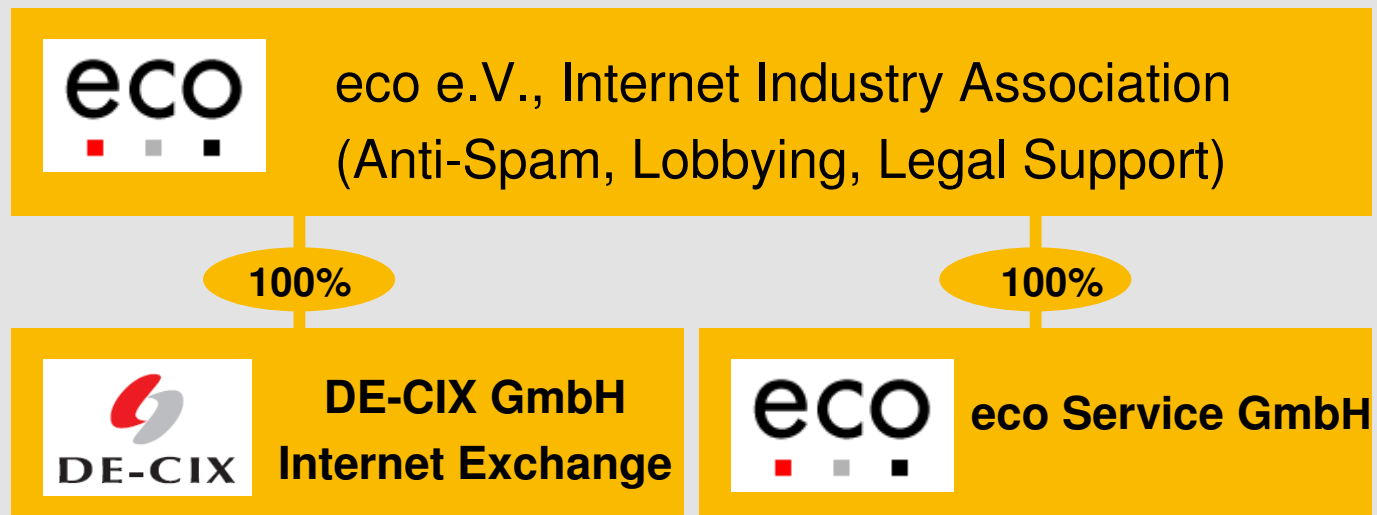 eco
eco e.V., Internet Industry Association
(Anti-Spam, Lobbying, Legal Support)
100%
100%
DE-CIX
DE-CIX GmbH
Internet Exchange
eco
eco Service GmbH